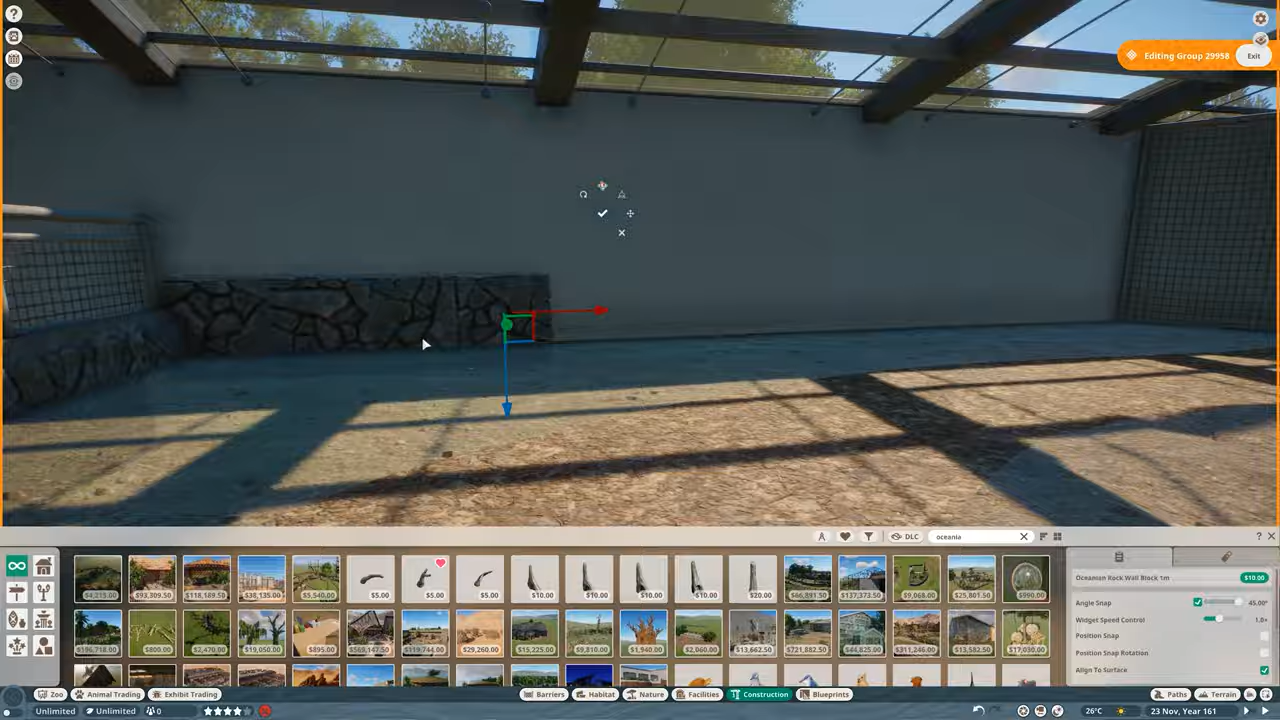 ?
Editing Group 29958
Exit
DLC
oceania
?
$4,215.00 $93,809.50 $118,189.50 $38,135.00 $5,540.00 $5.00 $5.00 $5.00 $10.00 $10.00 $10.00 $10.00 $20.00 $66,891.50 $137,373.50 $9,068.00 $25,801.50 $990.00
Oceanian Rock Wall Block 1m $10.00
Angle Snap 45.00°
Widget Speed Control 1.0×
Position Snap
$196,718.00 $800.00 $2,470.00 $19,050.00 $895.00 $569,147.50 $119,744.00 $29,260.00 $15,225.00 $9,810.00 $1,940.00 $2,060.00 $13,662.50 $721,882.50 $44,825.00 $311,246.00 $13,582.50 $17,030.00
Position Snap Rotation
Align To Surface
Zoo Animal Trading Exhibit Trading Barriers Habitat Nature Facilities Construction Blueprints Paths Terrain
Unlimited Unlimited 0 26°C 23 Nov, Year 161